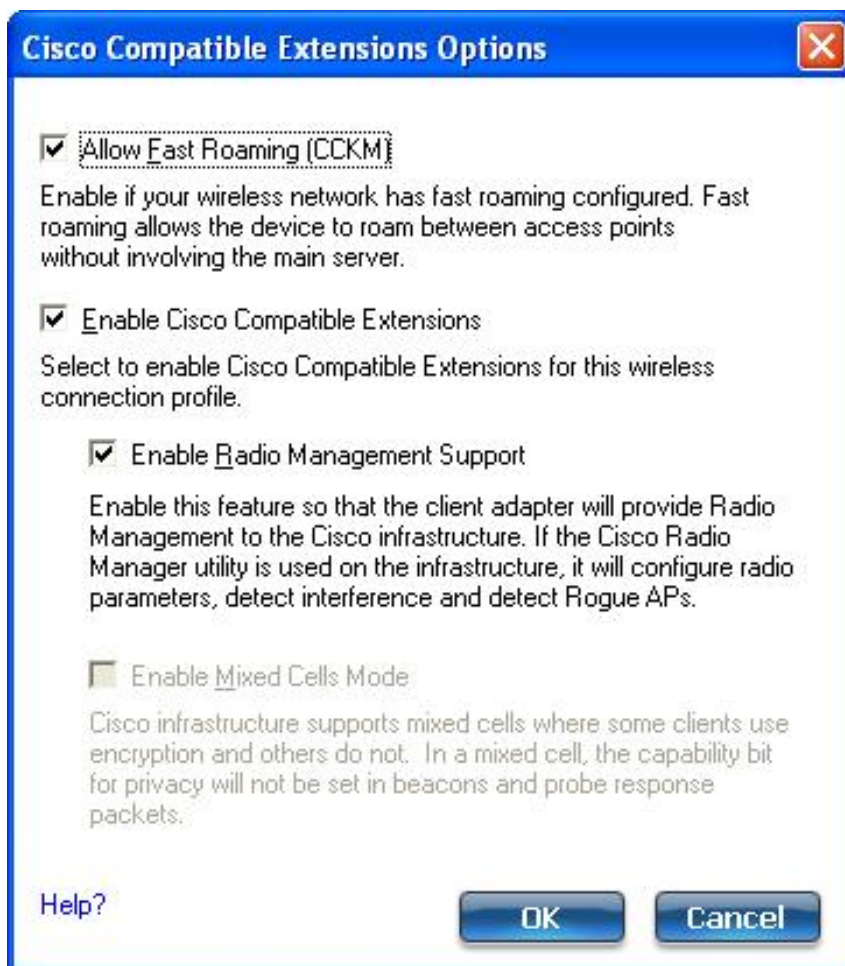 Cisco Compatible Extensions Options
Allow Fast Roaming (CCKM)
Enable if your wireless network has fast roaming configured. Fast
roaming allows the device to roam between access points
without involving the main server.
Enable Cisco Compatible Extensions
Select to enable Cisco Compatible Extensions for this wireless
connection profile.
Enable Radio Management Support
Enable this feature so that the client adapter will provide Radio
Management to the Cisco infrastructure. If the Cisco Radio
Manager utility is used on the infrastructure, it will configure radio
parameters, detect interference and detect Rogue APs.
Enable Mixed Cells Mode
Cisco infrastructure supports mixed cells where some clients use
encryption and others do not. In a mixed cell, the capability bit
for privacy will not be set in beacons and probe response
packets.
Help?
OK
Cancel